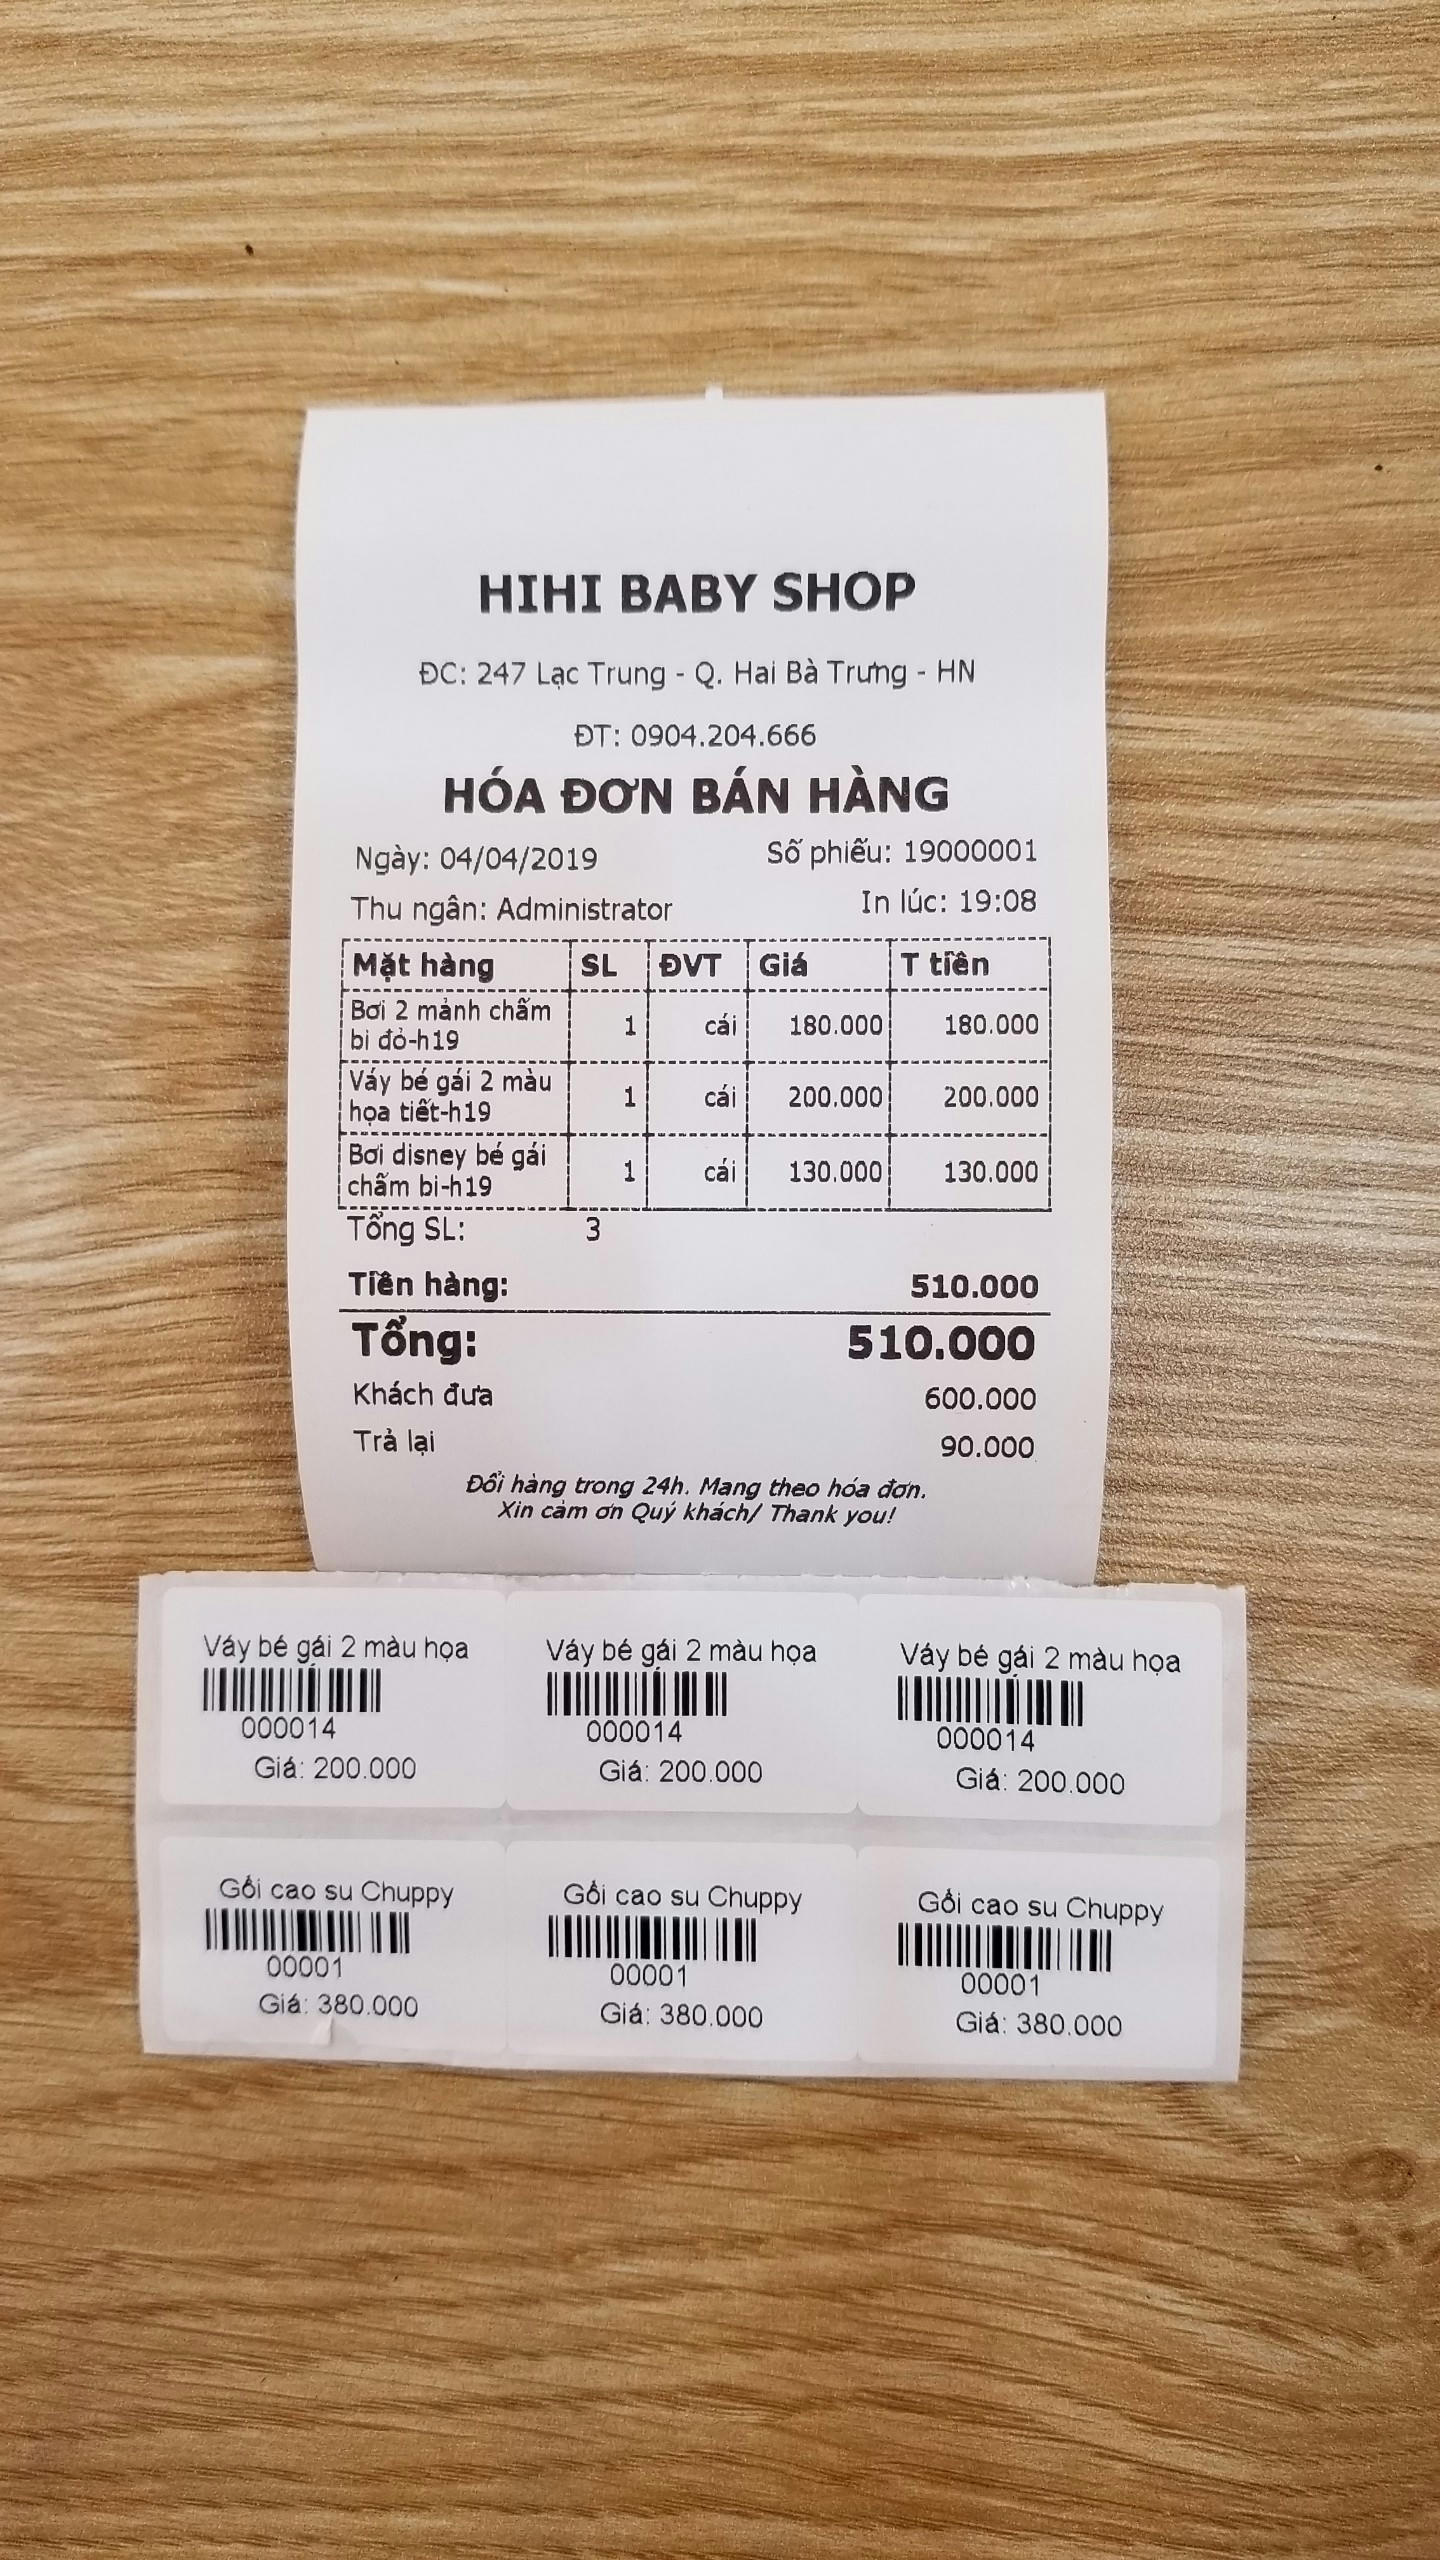 HIHI BABY SHOP
ĐC: 247 Lạc Trung - Q. Hai Bà Trưng - HN
ĐT: 0904.204.666
HÓA ĐƠN BÁN HÀNG
Ngày: 04/04/2019 Số phiếu: 19000001
Thu ngân: Administrator In lúc: 19:08
Mặt hàng SL ĐVT Giá T tiền
Bơi 2 mảnh chấm
bi đỏ-h19 1 cái 180.000 180.000
Váy bé gái 2 màu
họa tiết-h19 1 cái 200.000 200.000
Bơi disney bé gái
chấm bi-h19 1 cái 130.000 130.000
Tổng SL: 3
Tiền hàng: 510.000
Tổng: 510.000
Khách đưa 600.000
Trả lại 90.000
Đổi hàng trong 24h. Mang theo hóa đơn.
Xin cảm ơn Quý khách/ Thank you!
Váy bé gái 2 màu họa Váy bé gái 2 màu họa Váy bé gái 2 màu họa
000014 000014 000014
Giá: 200.000 Giá: 200.000 Giá: 200.000
Gối cao su Chuppy Gối cao su Chuppy Gối cao su Chuppy
00001 00001 00001
Giá: 380.000 Giá: 380.000 Giá: 380.000